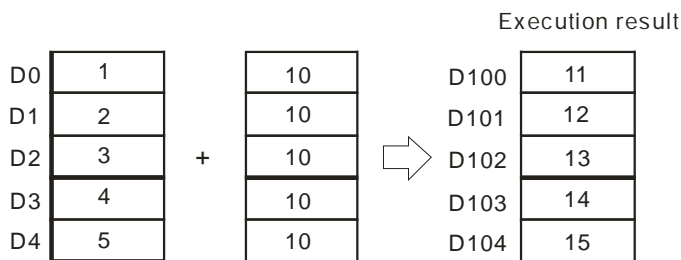 Execution result
D0 1 10 D100 11
D1 2 10 D101 12
D2 3 + 10 D102 13
D3 4 10 D103 14
D4 5 10 D104 15